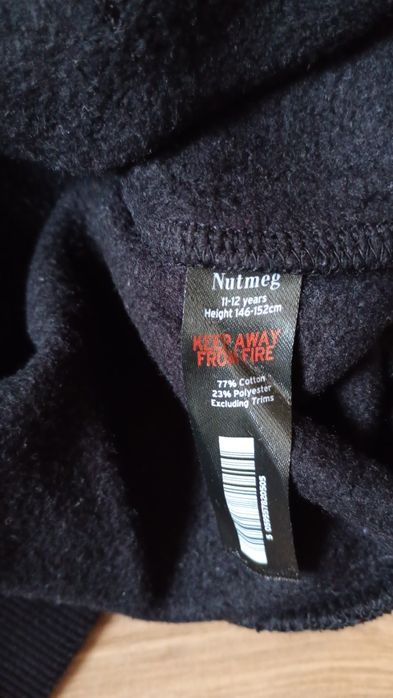 Nutmeg
11-12 years
Height 146-152cm
KEEP AWAY
FROM FIRE
77% Cotton
23% Polyester
Excluding Trims